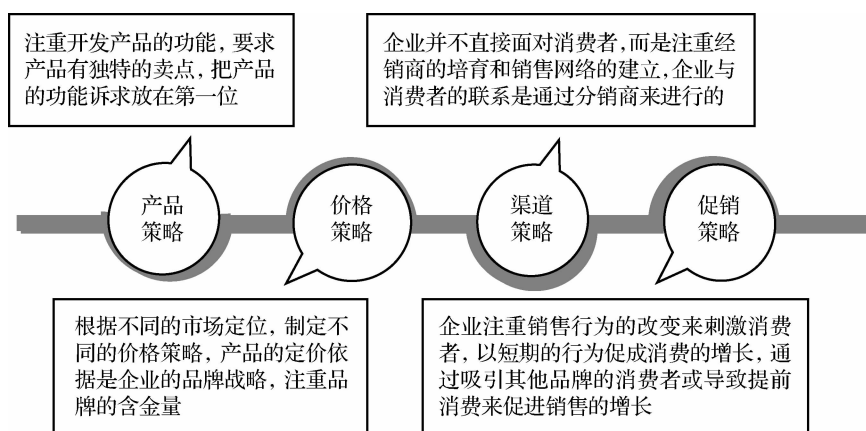 注重开发产品的功能，要求
产品有独特的卖点，把产品
的功能诉求放在第一位
企业并不直接面对消费者，而是注重经
销商的培育和销售网络的建立，企业与
消费者的联系是通过分销商来进行的
产品
策略
价格
策略
渠道
策略
促销
策略
根据不同的市场定位，制定不
同的价格策略，产品的定价依
据是企业的品牌战略，注重品
牌的含金量
企业注重销售行为的改变来刺激消费
者，以短期的行为促成消费的增长，通
过吸引其他品牌的消费者或导致提前
消费来促进销售的增长